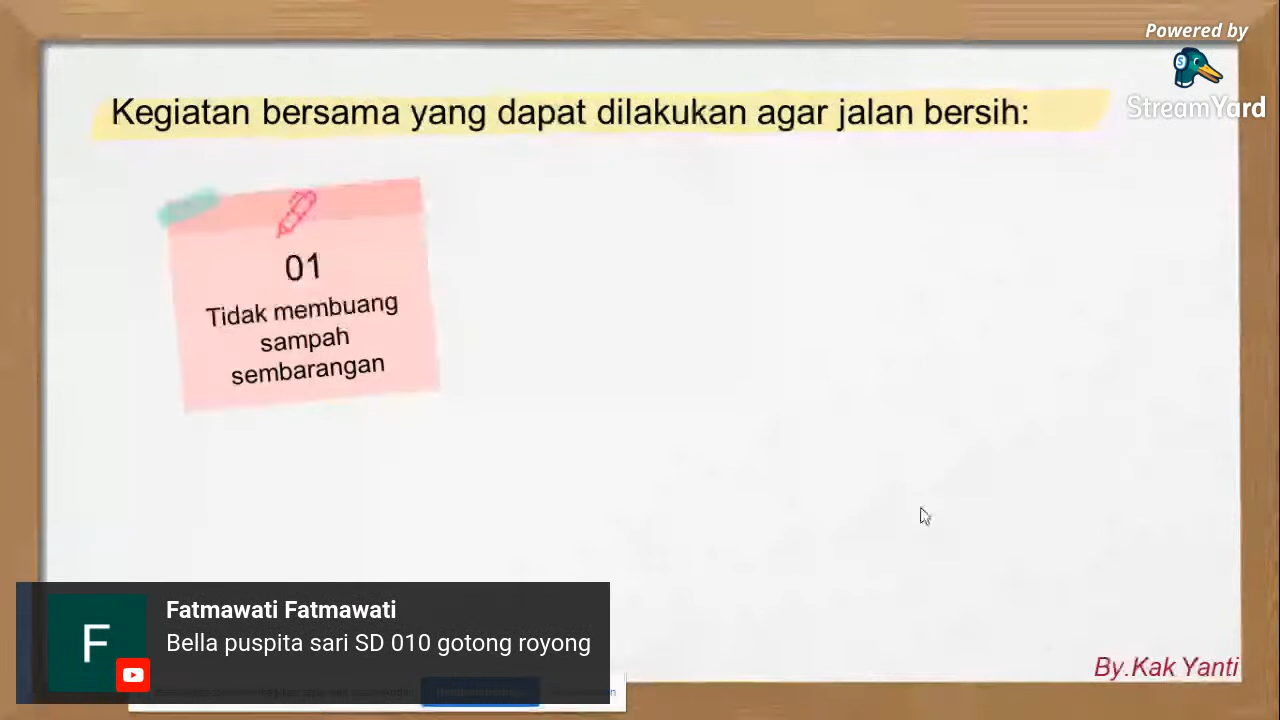 Powered by
StreamYard
Kegiatan bersama yang dapat dilakukan agar jalan bersih:
01
Tidak membuang
sampah
sembarangan
F
Fatmawati Fatmawati
Bella puspita sari SD 010 gotong royong
By.Kak Yanti